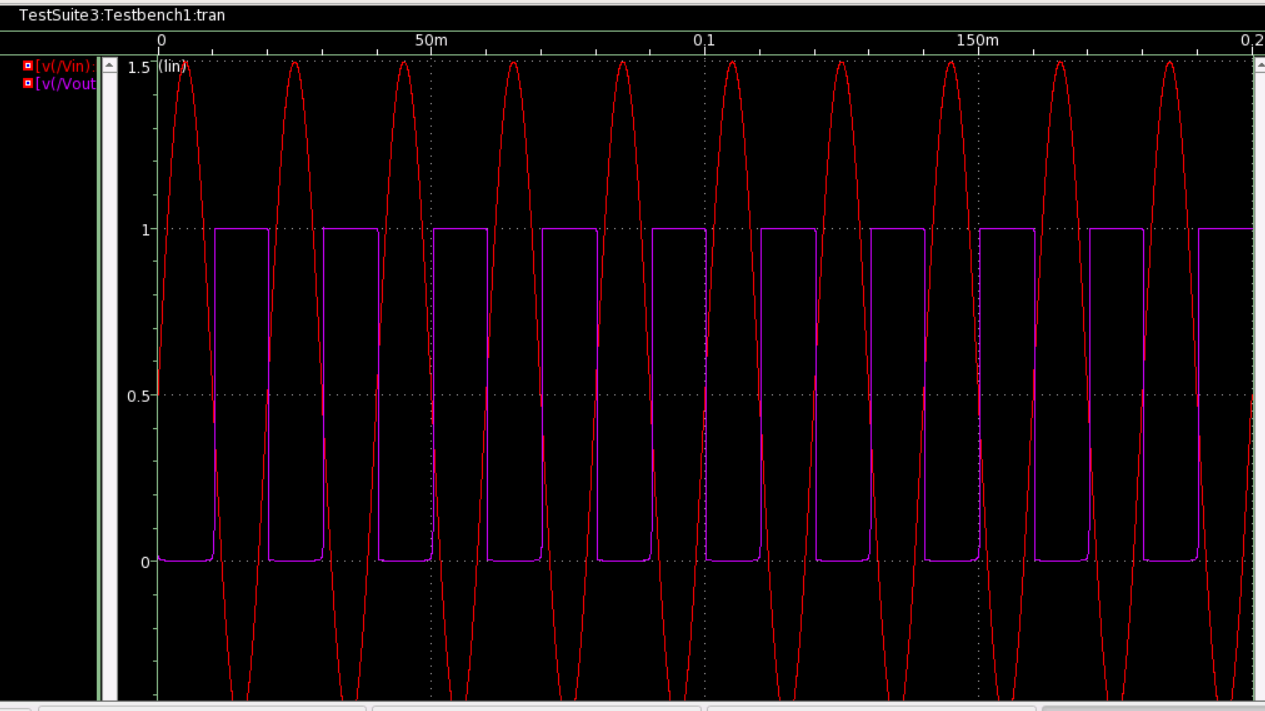 TestSuite3:Testbench1:tran
0 50m 0.1 150m 0.2
[v(/Vin):
[v(/Vout
1.5 (lin)
1
0.5
0